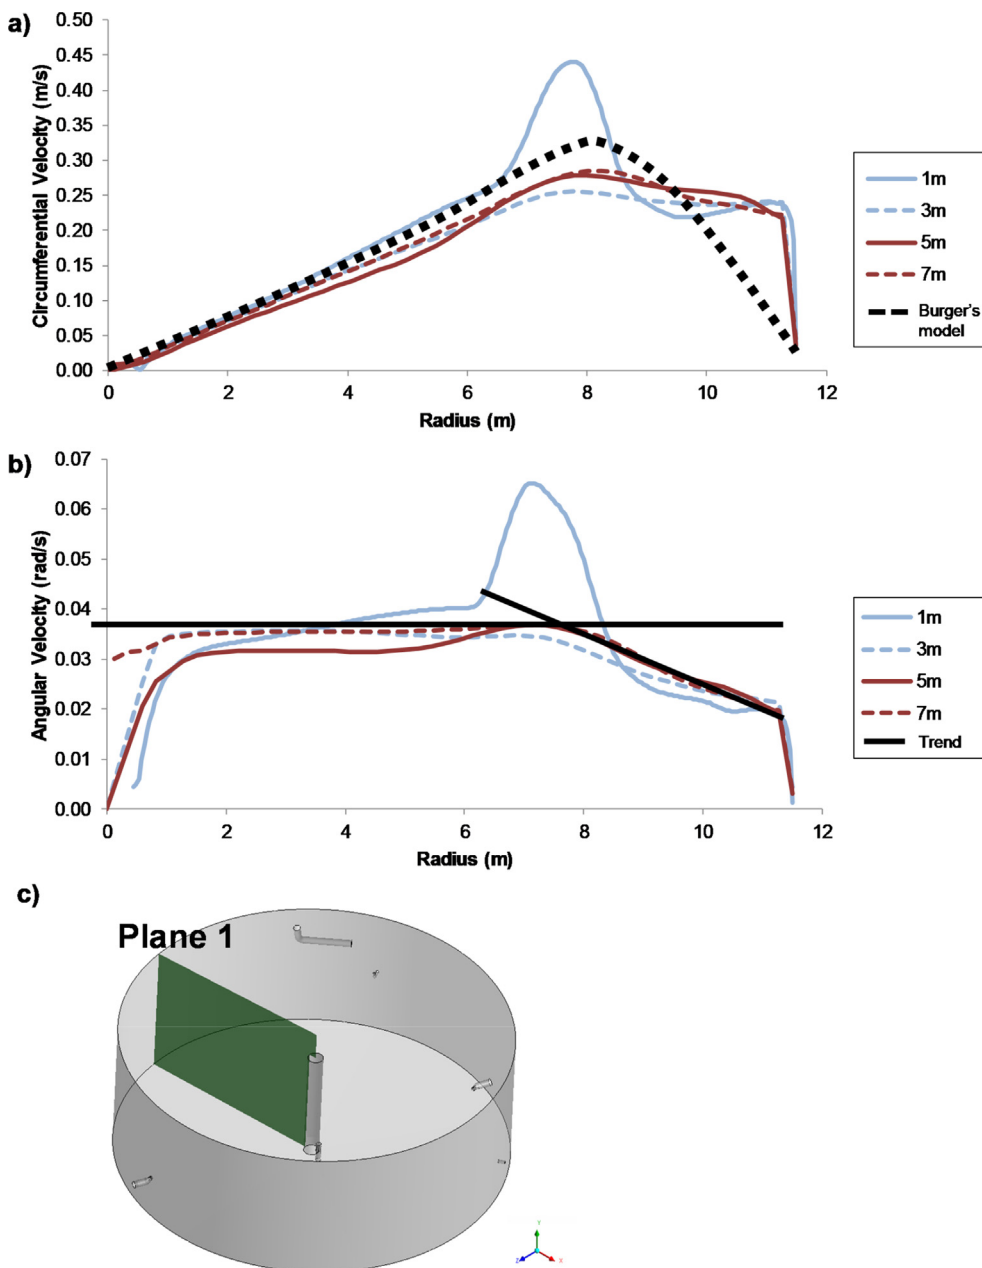 a)
Circumferential Velocity (m/s)
0.50
0.45
0.40
0.35
0.30
0.25
0.20
0.15
0.10
0.05
0.00
0 2 4 6 8 10 12
Radius (m)
1m
3m
5m
7m
Burger's
model
b)
Angular Velocity (rad/s)
0.07
0.06
0.05
0.04
0.03
0.02
0.01
0.00
0 2 4 6 8 10 12
Radius (m)
1m
3m
5m
7m
Trend
c)
Plane 1
Y
Z
X